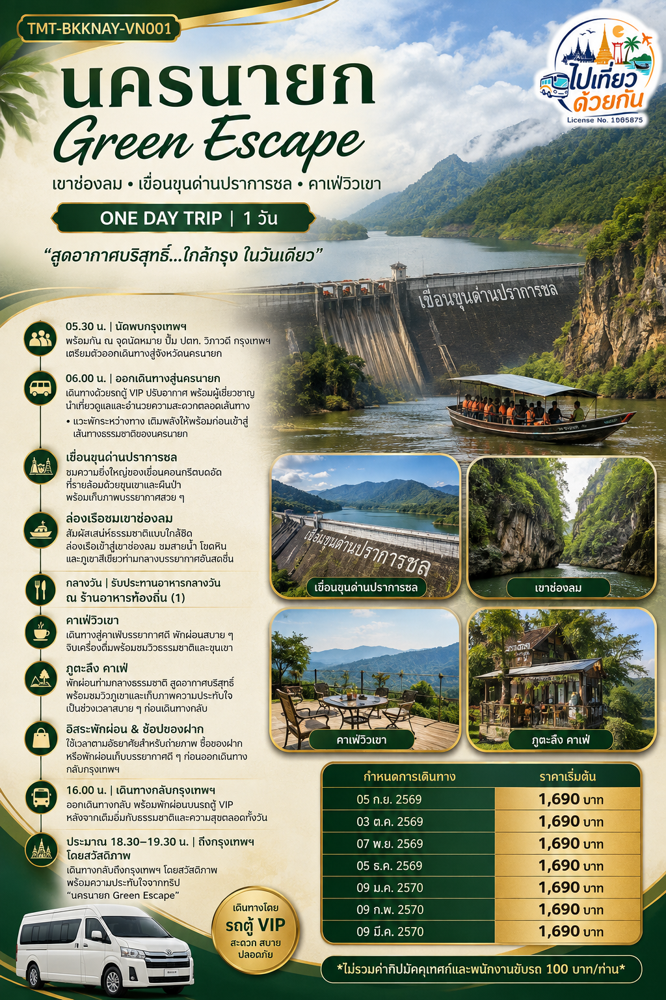 TMT-BKKNAY-VN001
ไปเที่ยว
ด้วยกัน
License No. 1065875
นครนายก
Green Escape
เขาช่องลม • เขื่อนขุนด่านปราการชล • คาเฟ่วิวเขา
ONE DAY TRIP | 1 วัน
“สูดอากาศบริสุทธิ์...ใกล้กรุง ในวันเดียว”
เขื่อนขุนด่านปราการชล
05.30 น. | นัดพบกรุงเทพฯ
พร้อมกัน ณ จุดนัดหมาย ปั๊ม ปตท. วิภาวดี กรุงเทพฯ
เตรียมตัวออกเดินทางสู่จังหวัดนครนายก
06.00 น. | ออกเดินทางสู่นครนายก
เดินทางด้วยรถตู้ VIP ปรับอากาศ พร้อมผู้เชี่ยวชาญ
นำเที่ยวดูแลและอำนวยความสะดวกตลอดเส้นทาง
• แวะพักระหว่างทาง เติมพลังให้พร้อมก่อนเข้าสู่
เส้นทางธรรมชาติของนครนายก
เขื่อนขุนด่านปราการชล
ชมความยิ่งใหญ่ของเขื่อนคอนกรีตบดอัด
ที่รายล้อมด้วยขุนเขาและผืนป่า
พร้อมเก็บภาพบรรยากาศสวย ๆ
ล่องเรือชมเขาช่องลม
สัมผัสเสน่ห์ธรรมชาติแบบใกล้ชิด
ล่องเรือเข้าสู่เขาช่องลม ชมสายน้ำ โขดหิน
และภูเขาสีเขียวท่ามกลางบรรยากาศอันสดชื่น
กลางวัน | รับประทานอาหารกลางวัน
ณ ร้านอาหารท้องถิ่น (1)
คาเฟ่วิวเขา
เดินทางสู่คาเฟ่บรรยากาศดี พักผ่อนสบาย ๆ
จิบเครื่องดื่มพร้อมชมวิวธรรมชาติและขุนเขา
ภูตะลึง คาเฟ่
พักผ่อนท่ามกลางธรรมชาติ สูดอากาศบริสุทธิ์
พร้อมชมวิวภูเขาและเก็บภาพความประทับใจ
เป็นช่วงเวลาสบาย ๆ ก่อนเดินทางกลับ
อิสระพักผ่อน & ช้อปของฝาก
ใช้เวลาตามอัธยาศัยสำหรับถ่ายภาพ ซื้อของฝาก
หรือพักผ่อนเก็บบรรยากาศดี ๆ ก่อนออกเดินทาง
กลับกรุงเทพฯ
16.00 น. | เดินทางกลับกรุงเทพฯ
ออกเดินทางกลับ พร้อมพักผ่อนบนรถตู้ VIP
หลังจากเต็มอิ่มกับธรรมชาติและความสุขตลอดทั้งวัน
ประมาณ 18.30–19.30 น. | ถึงกรุงเทพฯ
โดยสวัสดิภาพ
เดินทางกลับถึงกรุงเทพฯ โดยสวัสดิภาพ
พร้อมความประทับใจจากทริป
“นครนายก Green Escape”
เขื่อนขุนด่านปราการชล
เขื่อนขุนด่านปราการชล
เขาช่องลม
คาเฟ่วิวเขา
ภูตะลึง คาเฟ่
กำหนดการเดินทาง ราคาเริ่มต้น
05 ก.ย. 2569 1,690 บาท
03 ต.ค. 2569 1,690 บาท
07 พ.ย. 2569 1,690 บาท
05 ธ.ค. 2569 1,690 บาท
09 ม.ค. 2570 1,690 บาท
09 ก.พ. 2570 1,690 บาท
09 มี.ค. 2570 1,690 บาท
เดินทางโดย
รถตู้ VIP
สะดวก สบาย
ปลอดภัย
*ไม่รวมค่าทิปมัคคุเทศก์และพนักงานขับรถ 100 บาท/ท่าน*